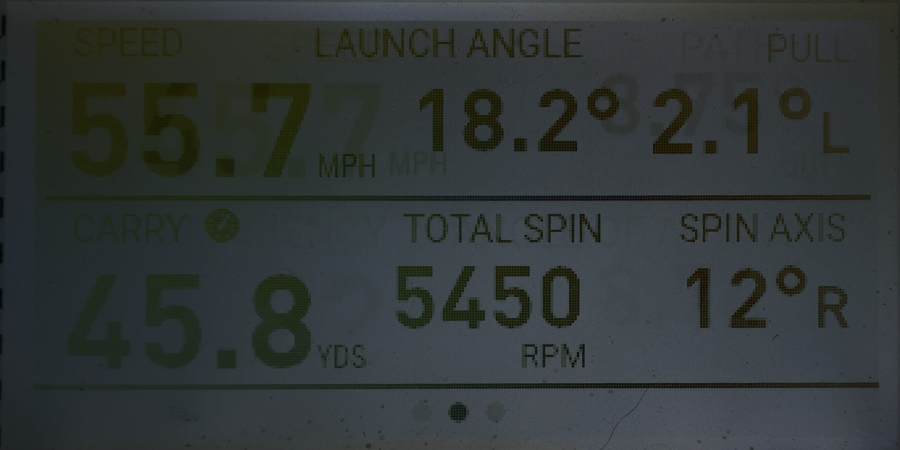 SPEED LAUNCH ANGLE PULL
55.7 MPH 18.2° 2.1° L
CARRY TOTAL SPIN SPIN AXIS
45.8 YDS 5450 12° R
RPM